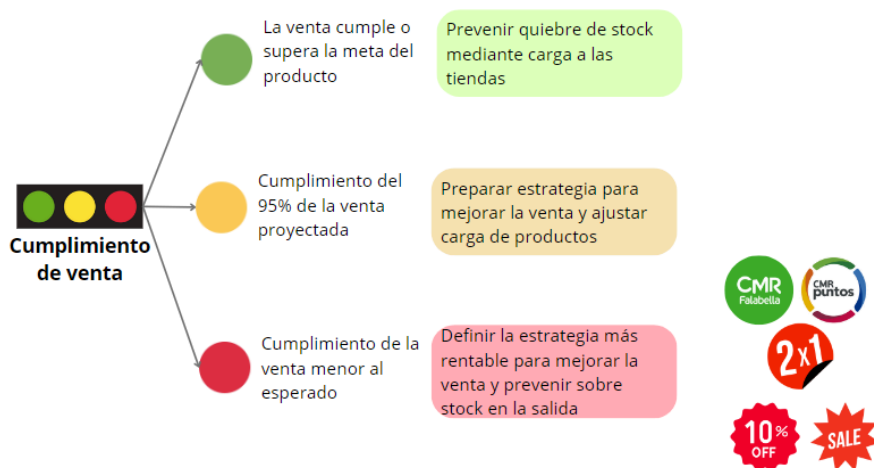 La venta cumple o
supera la meta del
producto
Prevenir quiebre de stock
mediante carga a las
tiendas
Cumplimiento
de venta
Cumplimiento del
95% de la venta
proyectada
Preparar estrategia para
mejorar la venta y ajustar
carga de productos
Cumplimiento de la
venta menor al
esperado
Definir la estrategia más
rentable para mejorar la
venta y prevenir sobre
stock en la salida
CMR
Falabella
CMR
puntos
2x1
10%
OFF
SALE